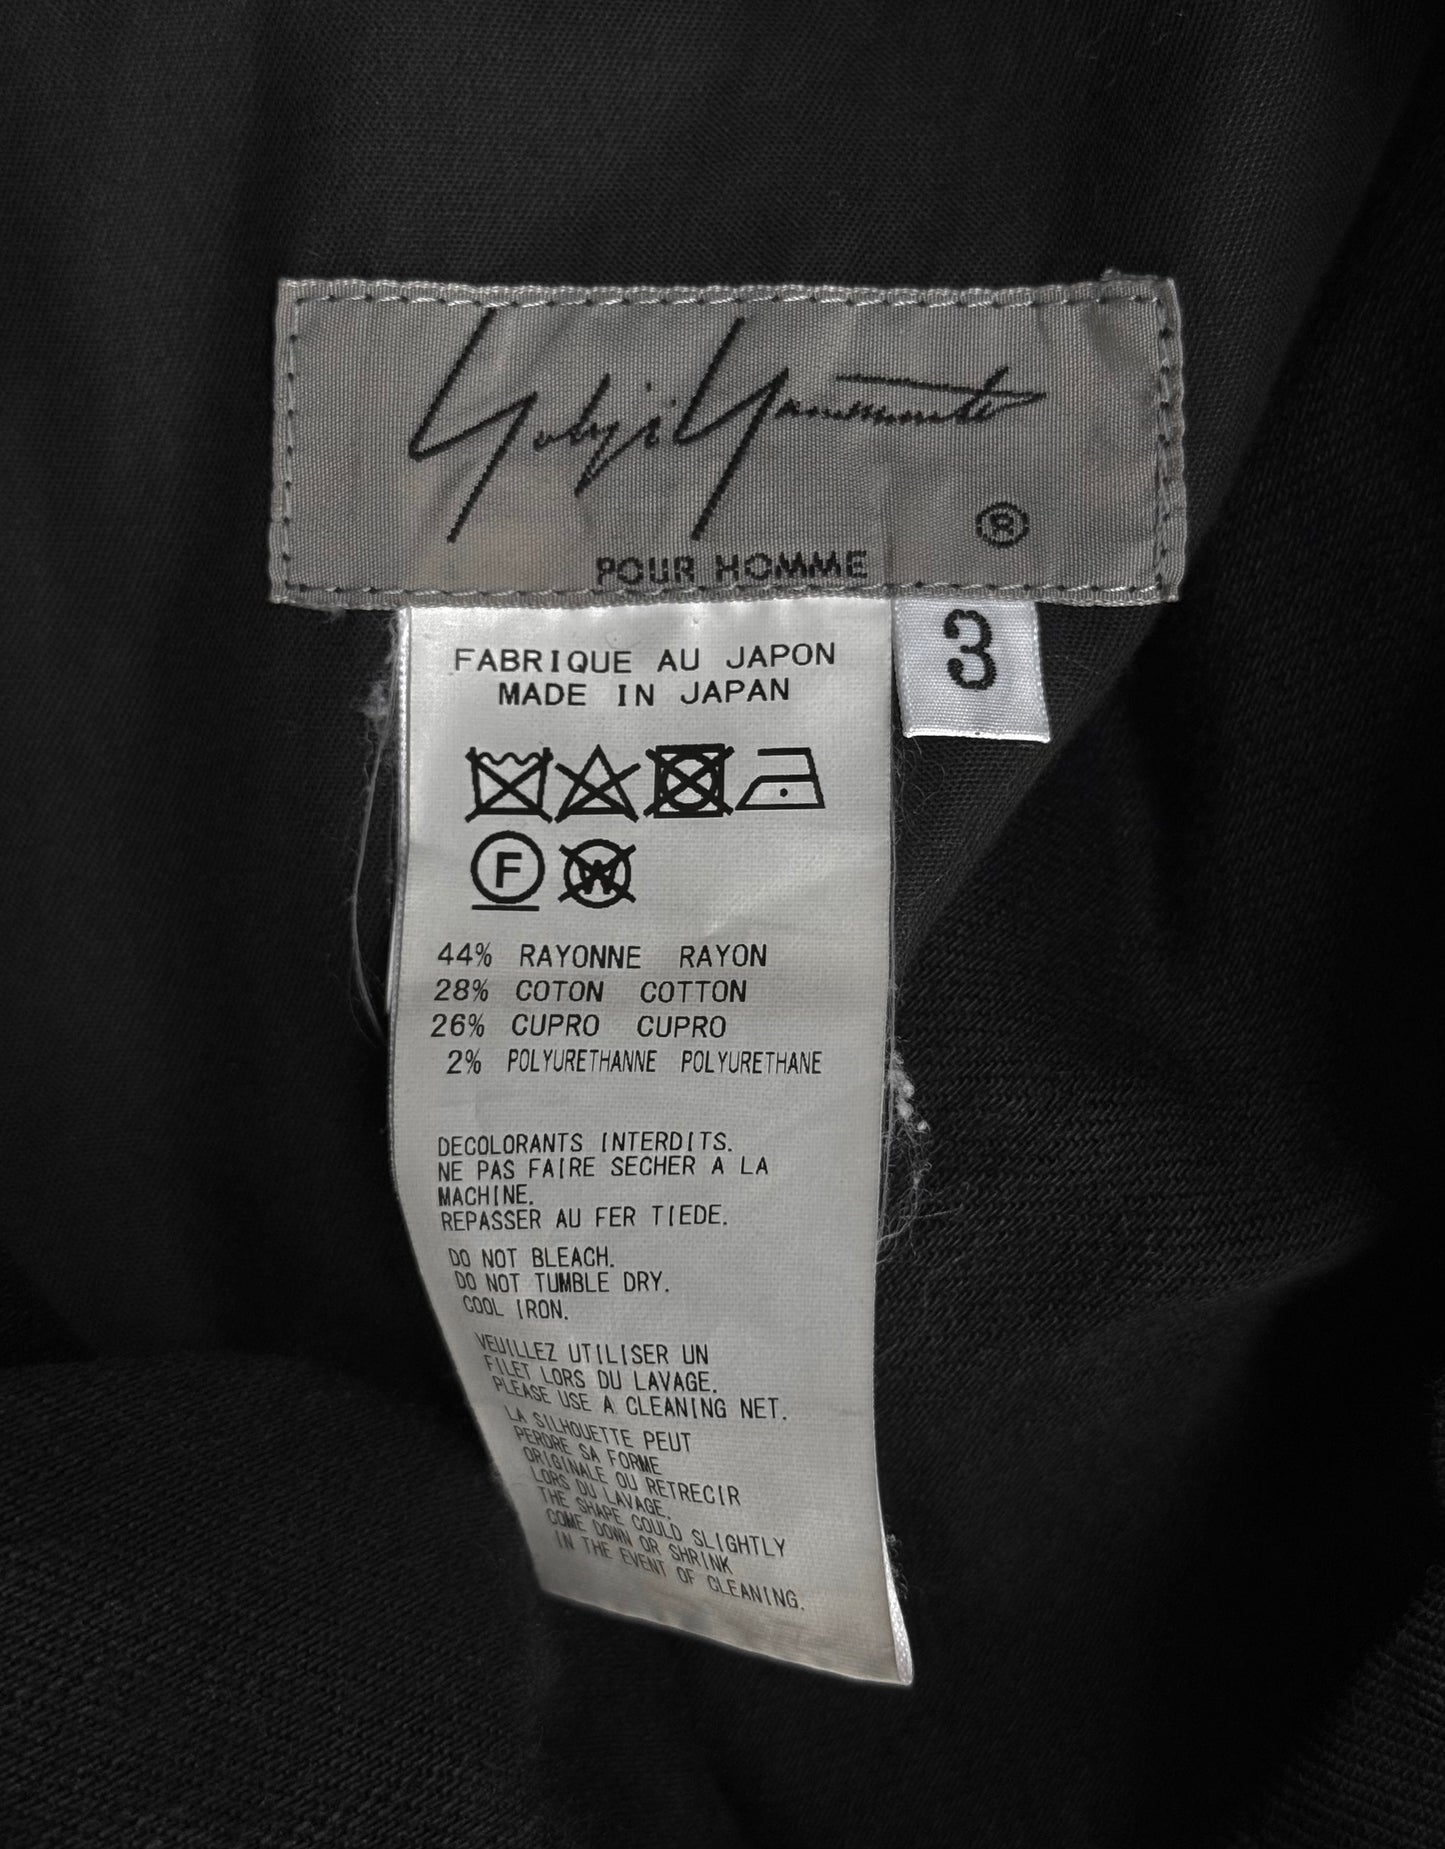 Yohji Yamamoto
®
POUR HOMME
3
FABRIQUE AU JAPON
MADE IN JAPAN
F
W
44% RAYONNE RAYON
28% COTON COTTON
26% CUPRO CUPRO
2% POLYURETHANNE POLYURETHANE
DECOLORANTS INTERDITS.
NE PAS FAIRE SECHER A LA
MACHINE.
REPASSER AU FER TIEDE.
DO NOT BLEACH.
DO NOT TUMBLE DRY.
COOL IRON.
VEUILLEZ UTILISER UN
FILET LORS DU LAVAGE.
PLEASE USE A CLEANING NET.
LA SILHOUETTE PEUT
PERDRE SA FORME
ORIGINALE OU RETRECIR
LORS DU LAVAGE.
THE SHAPE COULD SLIGHTLY
COME DOWN OR SHRINK
IN THE EVENT OF CLEANING.